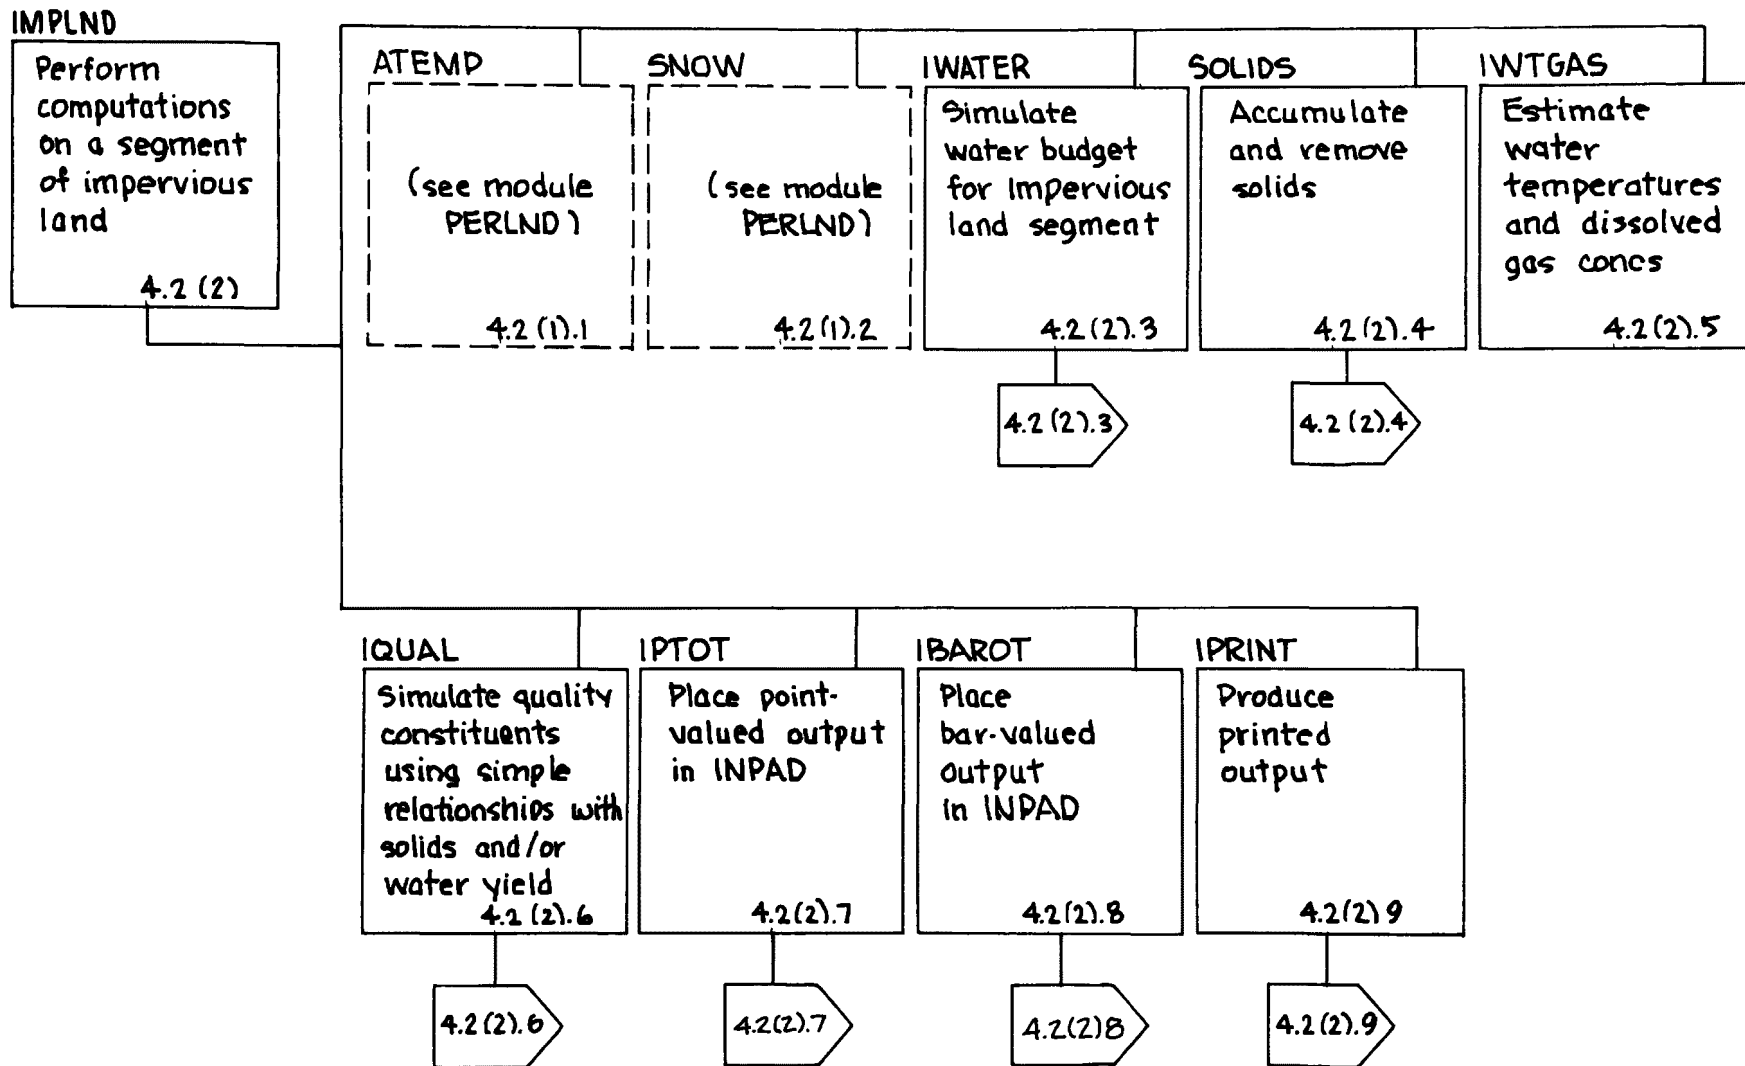 IMPLND
Perform
computations
on a segment
of impervious
land
4.2 (2)
ATEMP
(see module
PERLND)
4.2 (1).1
SNOW
(see module
PERLND)
4.2 (1).2
IWATER
Simulate
water budget
for Impervious
land segment
4.2 (2).3
4.2 (2).3
SOLIDS
Accumulate
and remove
solids
4.2 (2).4
4.2 (2).4
IWTGAS
Estimate
water
temperatures
and dissolved
gas concs
4.2 (2).5
IQUAL
Simulate quality
constituents
using simple
relationships with
solids and/or
water yield
4.2 (2).6
4.2 (2).6
IPTOT
Place point-
valued output
in INPAD
4.2(2).7
4.2(2).7
IBAROT
Place
bar-valued
output
in INPAD
4.2(2).8
4.2(2)8
IPRINT
Produce
printed
output
4.2(2) 9
4.2(2).9